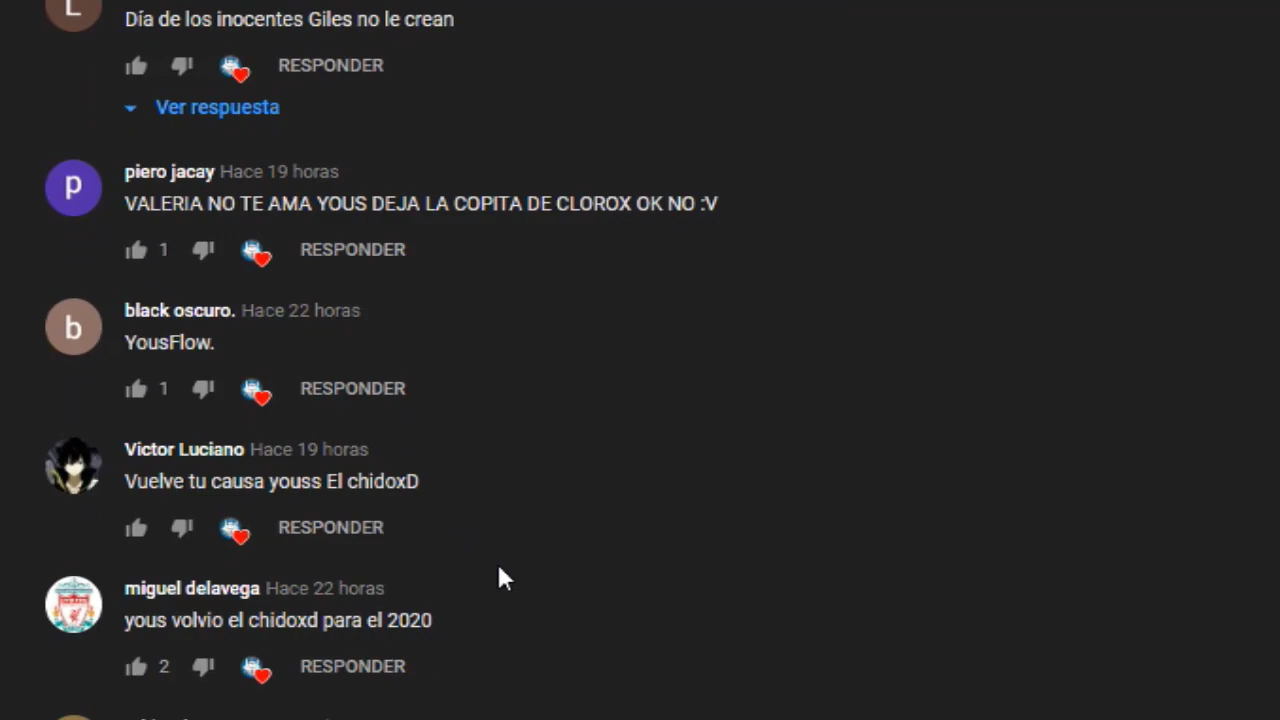 L
Día de los inocentes Giles no le crean
RESPONDER
Ver respuesta
p
piero jacay Hace 19 horas
VALERIA NO TE AMA YOUS DEJA LA COPITA DE CLOROX OK NO :V
1 RESPONDER
b
black oscuro. Hace 22 horas
YousFlow.
1 RESPONDER
Victor Luciano Hace 19 horas
Vuelve tu causa youss El chidoxD
RESPONDER
miguel delavega Hace 22 horas
yous volvio el chidoxd para el 2020
2 RESPONDER